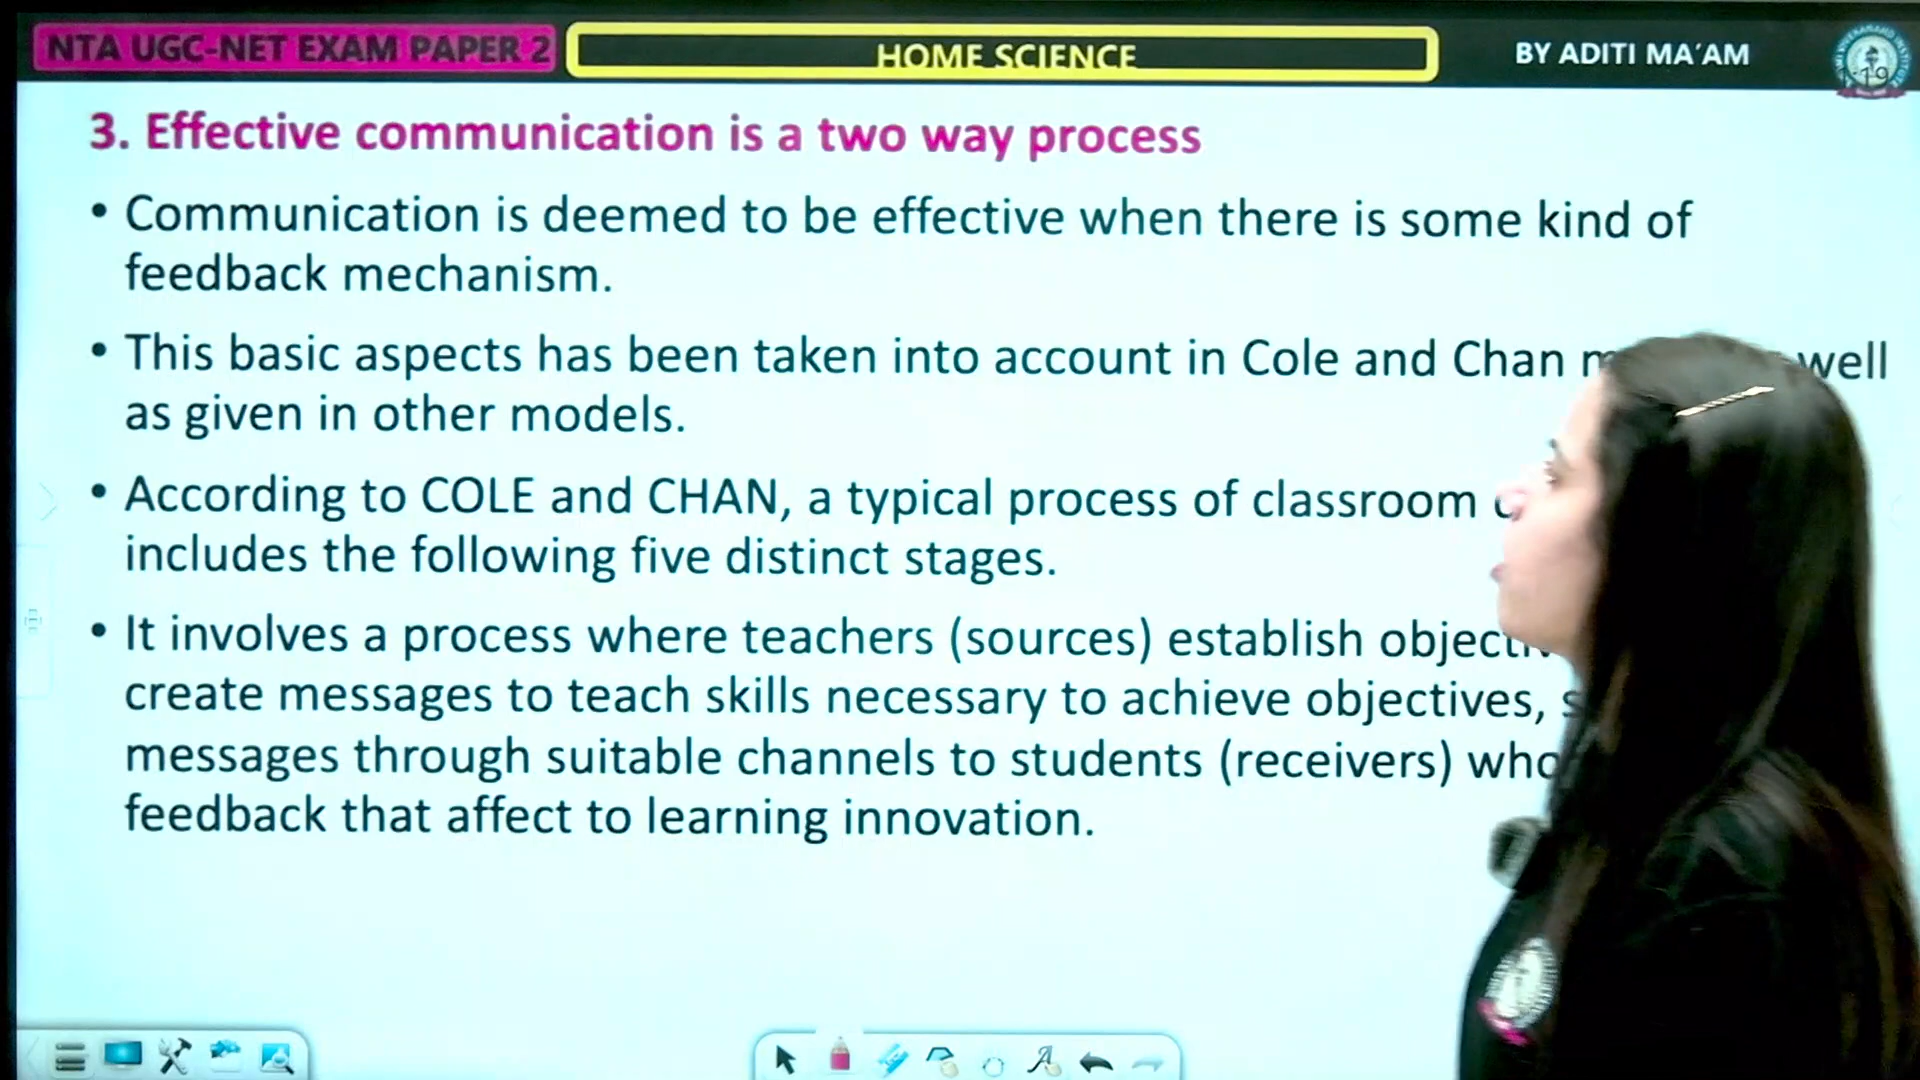 NTA UGC-NET EXAM PAPER 2
HOME SCIENCE
BY ADITI MA'AM
3. Effective communication is a two way process
• Communication is deemed to be effective when there is some kind of
feedback mechanism.
• This basic aspects has been taken into account in Cole and Chan well
as given in other models.
• According to COLE and CHAN, a typical process of classroom
includes the following five distinct stages.
• It involves a process where teachers (sources) establish
create messages to teach skills necessary to achieve objectives,
messages through suitable channels to students (receivers) who
feedback that affect to learning innovation.